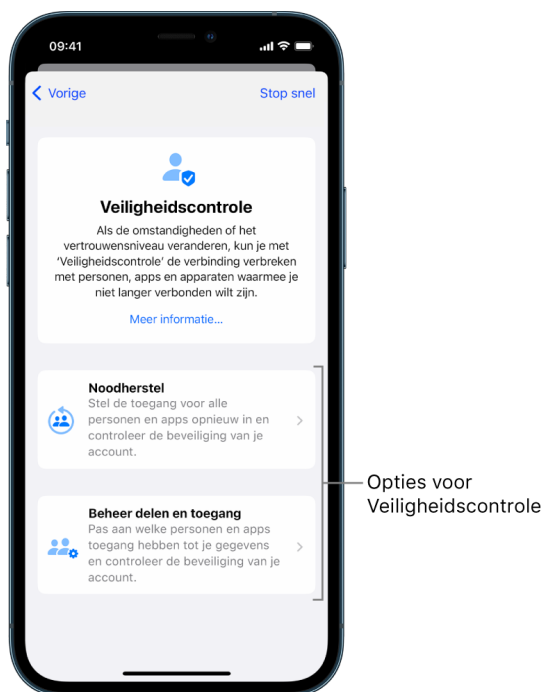 09:41
Vorige
Stop snel
Veiligheidscontrole
Als de omstandigheden of het
vertrouwensniveau veranderen, kun je met
‘Veiligheidscontrole’ de verbinding verbreken
met personen, apps en apparaten waarmee je
niet langer verbonden wilt zijn.
Meer informatie...
Noodherstel
Stel de toegang voor alle
personen en apps opnieuw in en
controleer de beveiliging van je
account.
Beheer delen en toegang
Pas aan welke personen en apps
toegang hebben tot je gegevens
en controleer de beveiliging van je
account.
Opties voor
Veiligheidscontrole